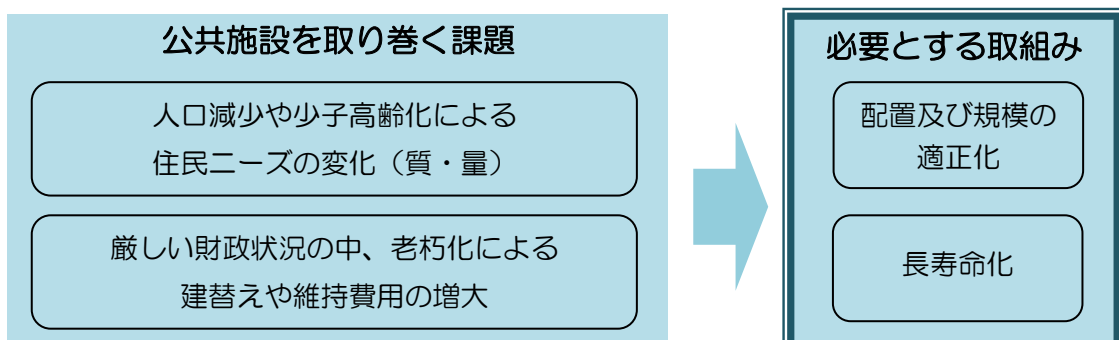 公共施設を取り巻く課題
人口減少や少子高齢化による
住民ニーズの変化（質・量）
厳しい財政状況の中、老朽化による
建替えや維持費用の増大
必要とする取組み
配置及び規模の
適正化
長寿命化